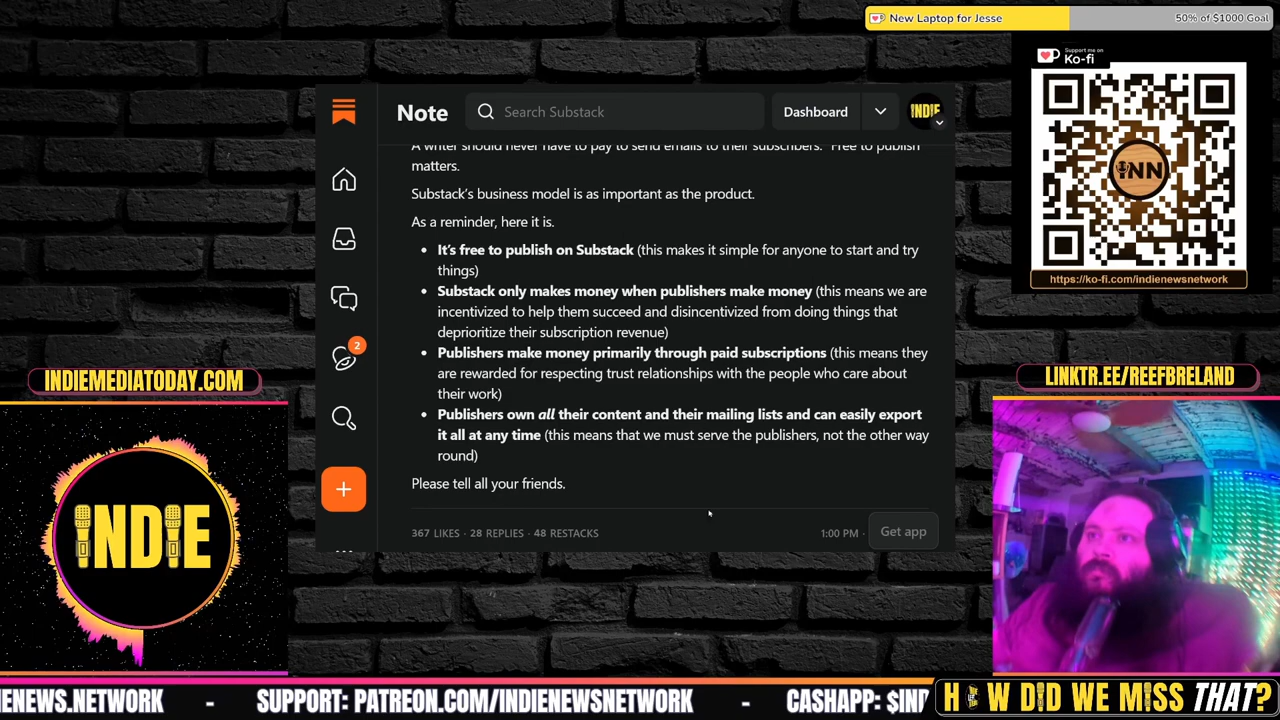 New Laptop for Jesse
50% of $1000 Goal
Support me on
Ko-fi
INN
https://ko-fi.com/indienewsnetwork
Note
Search Substack
Dashboard
INDIE
A writer should never have to pay to send emails to their subscribers. "Free to publish"
matters.
Substack’s business model is as important as the product.
As a reminder, here it is.
• It’s free to publish on Substack (this makes it simple for anyone to start and try
things)
• Substack only makes money when publishers make money (this means we are
incentivized to help them succeed and disincentivized from doing things that
deprioritize their subscription revenue)
2
• Publishers make money primarily through paid subscriptions (this means they
are rewarded for respecting trust relationships with the people who care about
their work)
• Publishers own all their content and their mailing lists and can easily export
it all at any time (this means that we must serve the publishers, not the other way
round)
Please tell all your friends.
367 LIKES · 28 REPLIES · 48 RESTACKS
1:00 PM ·
Get app
INDIEMEDIATODAY.COM
INDIE
LINKTR.EE/REEFBRELAND
IENEWS.NETWORK - SUPPORT: PATREON.COM/INDIENEWSNETWORK - CASHAPP: $IND
HOW DID WE MISS THAT?